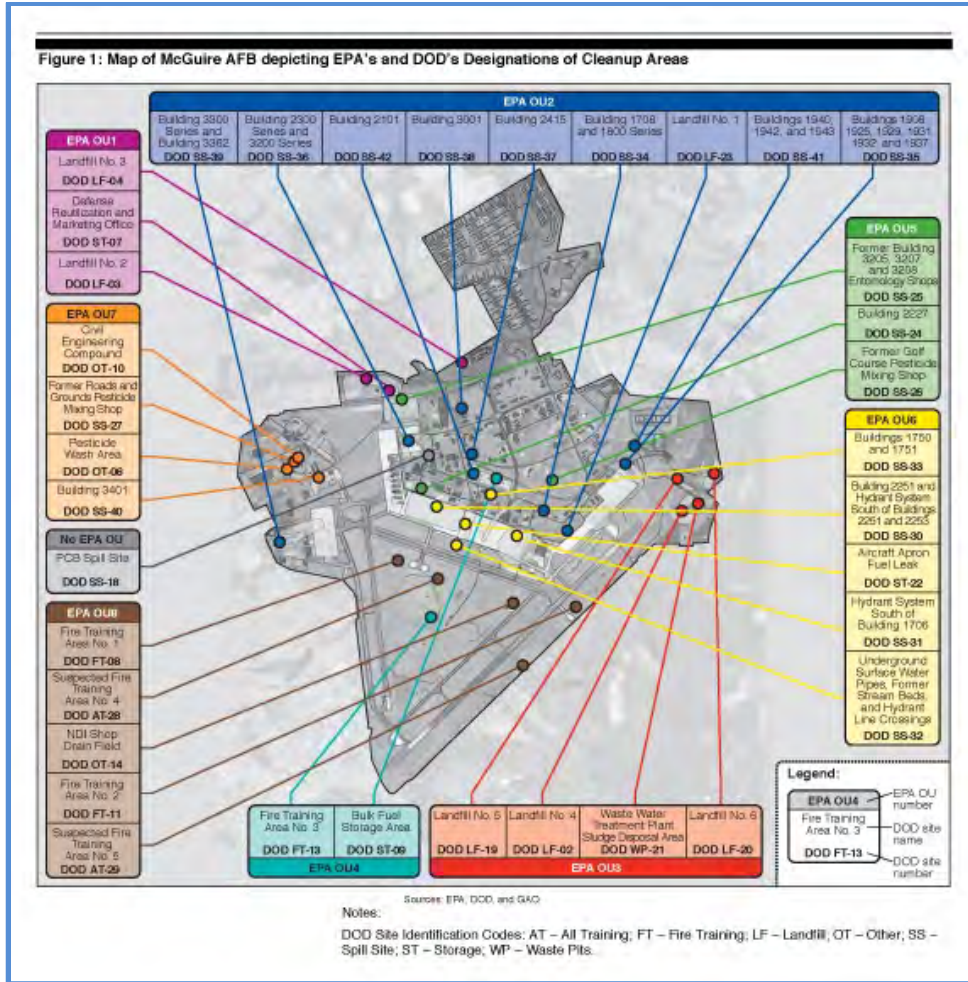 Figure 1: Map of McGuire AFB depicting EPA's and DOD's Designations of Cleanup Areas
EPA OU2
Building 3300
Series and
Building 3362
DOD SS-39
Building 2300
Series and
3200 Series
DOD SS-36
Building 2101
DOD SS-42
Building 3001
DOD SS-38
Building 2415
DOD SS-37
Building 1708
and 1800 Series
DOD SS-34
Landfill No. 1
DOD LF-23
Buildings 1940,
1942, and 1943
DOD SS-41
Buildings 1908
1925, 1929, 1931
1932 and 1937
DOD SS-35
EPA OU1
Landfill No. 3
DOD LF-04
Defense
Reutilization and
Marketing Office
DOD ST-07
Landfill No. 2
DOD LF-03
EPA OU7
Civil
Engineering
Compound
DOD OT-10
Former Roads and
Grounds Pesticide
Mixing Shop
DOD SS-27
Pesticide
Wash Area
DOD OT-06
Building 3401
DOD SS-40
No EPA OU
PCB Spill Site
DOD SS-18
EPA OU8
Fire Training
Area No. 1
DOD FT-08
Suspected Fire
Training
Area No. 4
DOD AT-28
NDI Shop
Drain Field
DOD OT-14
Fire Training
Area No. 2
DOD FT-11
Suspected Fire
Training
Area No. 5
DOD AT-29
EPA OU5
Former Building
3205, 3207
and 3208
Entomology Shops
DOD SS-25
Building 2227
DOD SS-24
Former Golf
Course Pesticide
Mixing Shop
DOD SS-26
EPA OU6
Buildings 1750
and 1751
DOD SS-33
Building 2251 and
Hydrant System
South of Buildings
2251 and 2253
DOD SS-30
Aircraft Apron
Fuel Leak
DOD ST-22
Hydrant System
South of
Building 1706
DOD SS-31
Underground
Surface Water
Pipes, Former
Stream Beds,
and Hydrant
Line Crossings
DOD SS-32
Fire Training
Area No. 3
DOD FT-13
Bulk Fuel
Storage Area
DOD ST-09
EPA OU4
Landfill No. 5
DOD LF-19
Landfill No. 4
DOD LF-02
Waste Water
Treatment Plant
Sludge Disposal Area
DOD WP-21
Landfill No. 6
DOD LF-20
EPA OU3
Legend:
EPA OU4
Fire Training
Area No. 3
DOD FT-13
EPA OU
number
DOD site
name
DOD site
number
Sources: EPA, DOD, and GAO
Notes:
DOD Site Identification Codes: AT – All Training; FT – Fire Training; LF – Landfill; OT – Other; SS –
Spill Site; ST – Storage; WP – Waste Pits.